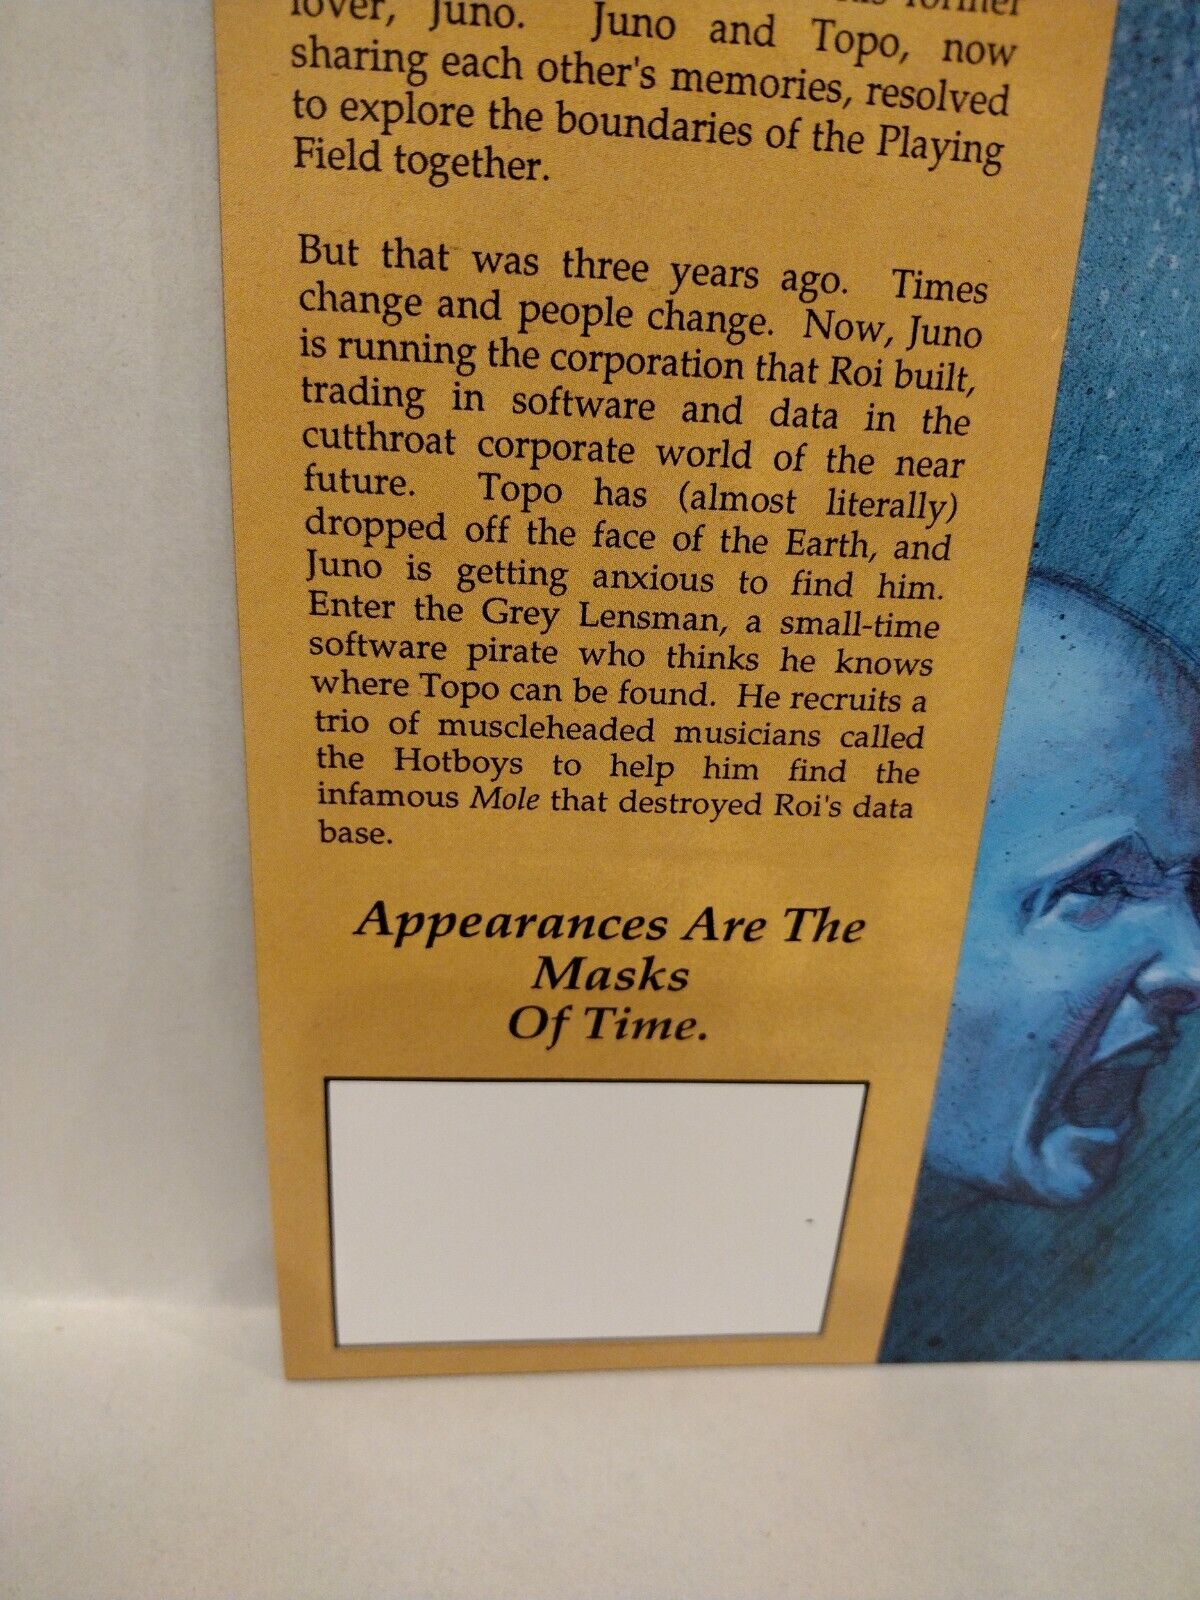 lover, Juno. Juno and Topo, now
sharing each other's memories, resolved
to explore the boundaries of the Playing
Field together.
But that was three years ago. Times
change and people change. Now, Juno
is running the corporation that Roi built,
trading in software and data in the
cutthroat corporate world of the near
future. Topo has (almost literally)
dropped off the face of the Earth, and
Juno is getting anxious to find him.
Enter the Grey Lensman, a small-time
software pirate who thinks he knows
where Topo can be found. He recruits a
trio of muscleheaded musicians called
the Hotboys to help him find the
infamous Mole that destroyed Roi's data
base.
Appearances Are The
Masks
Of Time.